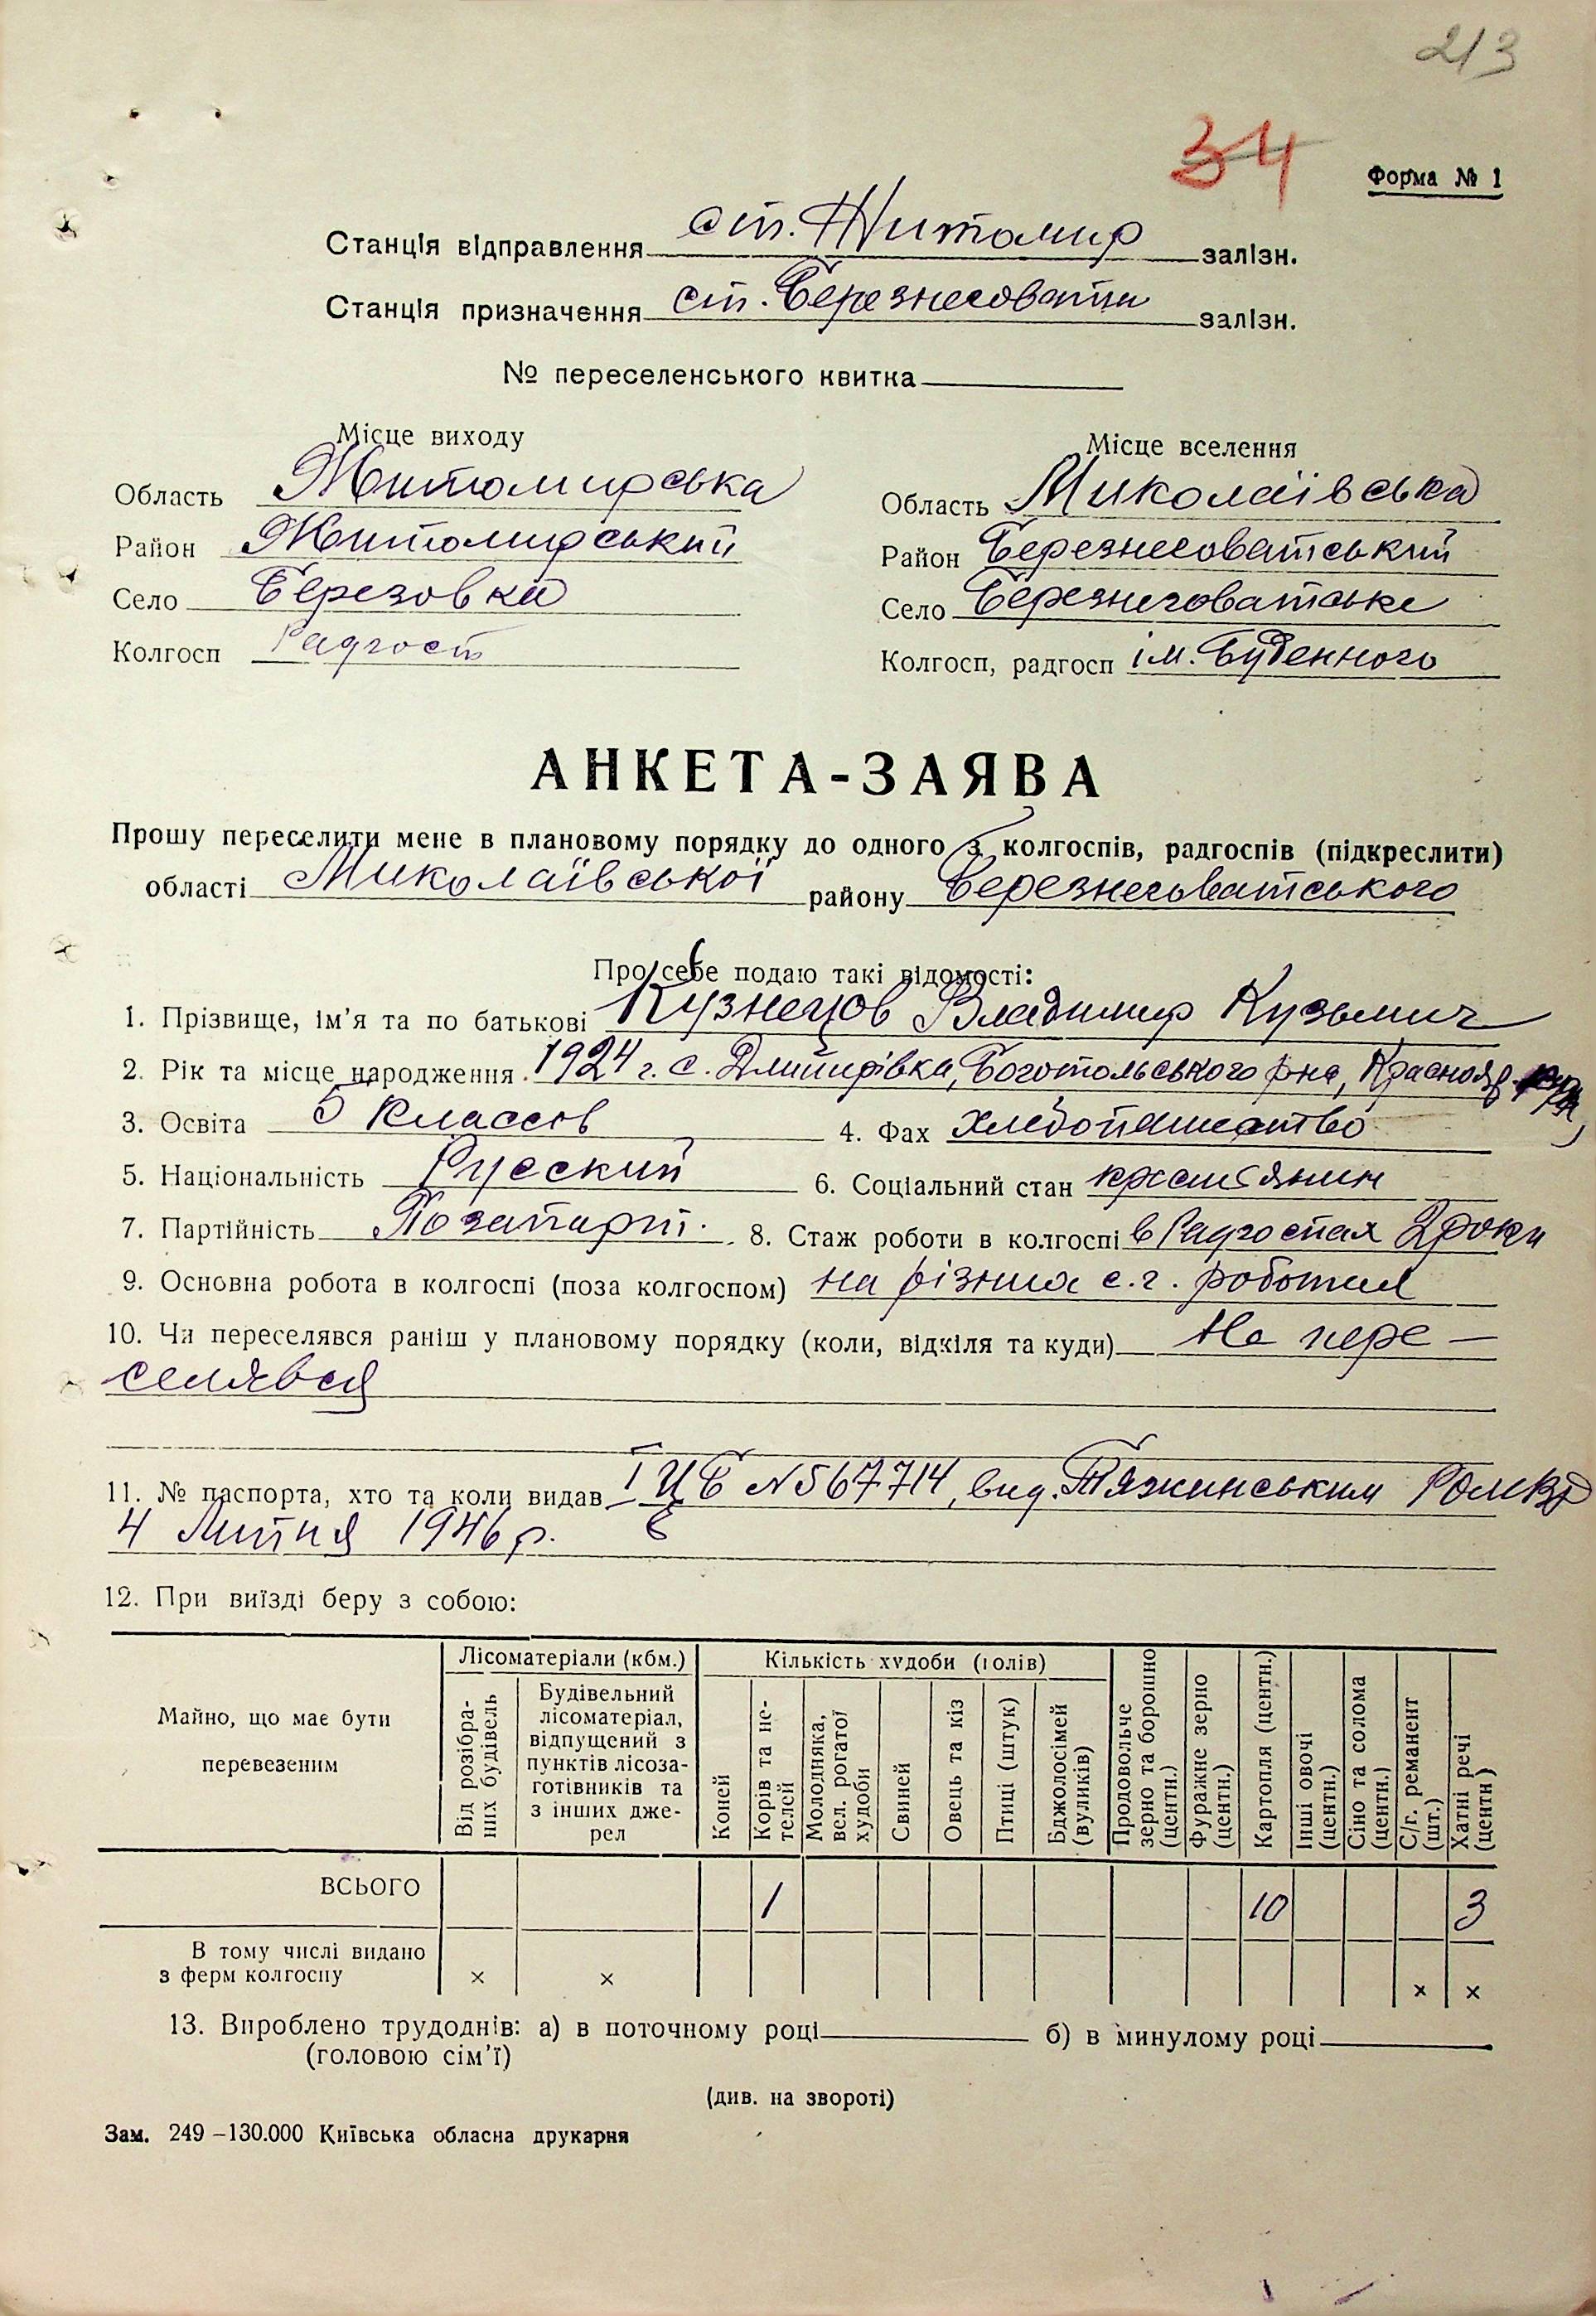 213
34
Форма № 1
Станція відправлення ст. Житомир залізн.
Станція призначення ст. Березнеговати залізн.
№ переселенського квитка
Місце виходу
Область Житомирська
Район Житомирський
Село Березовка
Колгосп Радгосп
Місце вселення
Область Миколаївська
Район Березнеговатський
Село Березнеговатське
Колгосп, радгосп ім. Буденного
АНКЕТА-ЗАЯВА
Прошу переселити мене в плановому порядку до одного з колгоспів, радгоспів (підкреслити)
області Миколаївської району Березнеговатського
Про себе подаю такі відомості:
1. Прізвище, ім'я та по батькові Кузнецов Владимир Кузьмич
2. Рік та місце народження 1924 г. с. Дмитрівка, Боготольського р-на, Краснояр.
3. Освіта 5 классов 4. Фах хлебопашество
5. Національність Русский 6. Соціальний стан крестьянин
7. Партійність Позапарт. 8. Стаж роботи в колгоспі в Радгоспах 2 роки
9. Основна робота в колгоспі (поза колгоспом) на різних с.г. роботах
10. Чи переселявся раніш у плановому порядку (коли, відкіля та куди) Не пере-
селявся
11. № паспорта, хто та коли видав I ЦБ N 567714, вид. Тяжинським РОМВД
4 липня 1946 р.
12. При виїзді беру з собою:
Майно, що має бути перевезеним
Лісоматеріали (кбм.)
Від розібраних будівель
Будівельний лісоматеріал, відпущений з пунктів лісозаготівників та з інших джерел
Кількість худоби (голів)
Коней
Корів та нетелей
Молодняка, вел. рогатої худоби
Свиней
Овець та кіз
Птиці (штук)
Бджолосімей (вуликів)
Продовольче зерно та борошно (центн.)
Фуражне зерно (центн.)
Картопля (центн.)
Інші овочі (центн.)
Сіно та солома (центн.)
С/г. реманент (шт.)
Хатні речі (центн)
ВСЬОГО 1 10 3
В тому числі видано
з ферм колгоспу × × × ×
13. Вироблено трудоднів: а) в поточному році б) в минулому році
(головою сім'ї)
(див. на звороті)
Зам. 249–130.000 Київська обласна друкарня